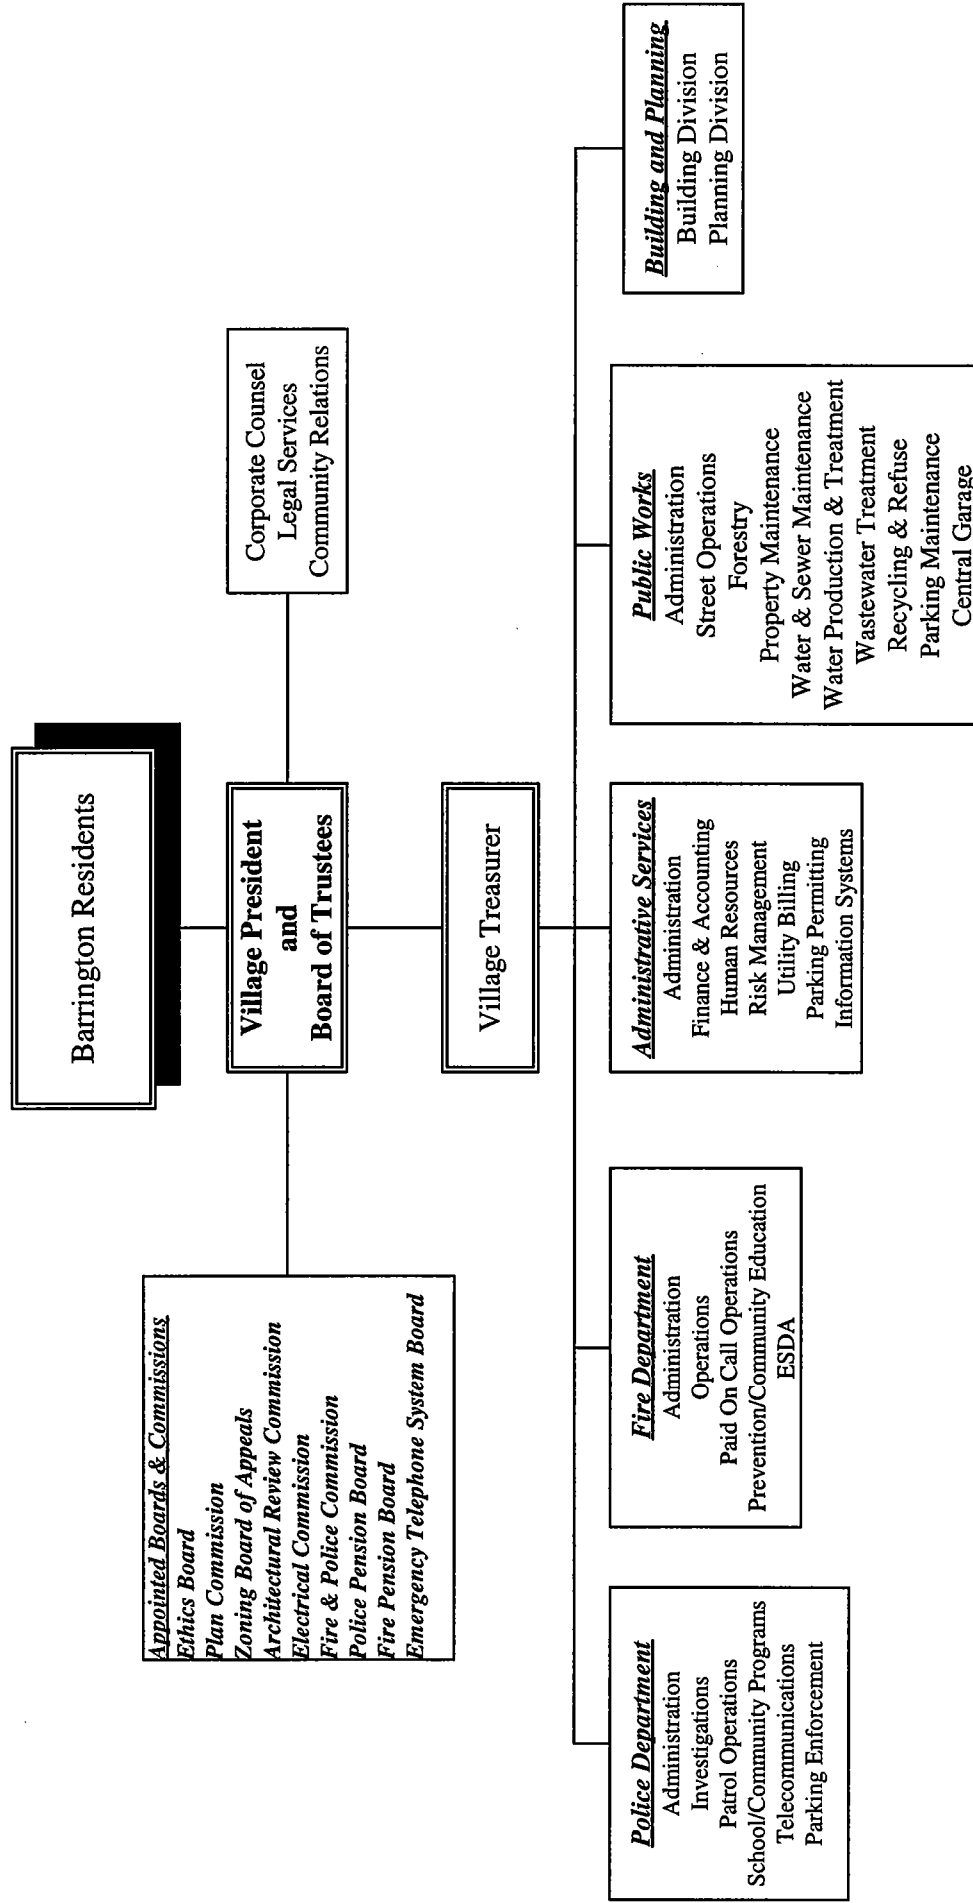 Barrington Residents
Village President
and
Board of Trustees
Corporate Counsel
Legal Services
Community Relations
Appointed Boards & Commissions
Ethics Board
Plan Commission
Zoning Board of Appeals
Architectural Review Commission
Electrical Commission
Fire & Police Commission
Police Pension Board
Fire Pension Board
Emergency Telephone System Board
Village Treasurer
Police Department
Administration
Investigations
Patrol Operations
School/Community Programs
Telecommunications
Parking Enforcement
Fire Department
Administration
Operations
Paid On Call Operations
Prevention/Community Education
ESDA
Administrative Services
Administration
Finance & Accounting
Human Resources
Risk Management
Utility Billing
Parking Permitting
Information Systems
Public Works
Administration
Street Operations
Forestry
Property Maintenance
Water & Sewer Maintenance
Water Production & Treatment
Wastewater Treatment
Recycling & Refuse
Parking Maintenance
Central Garage
Building and Planning
Building Division
Planning Division